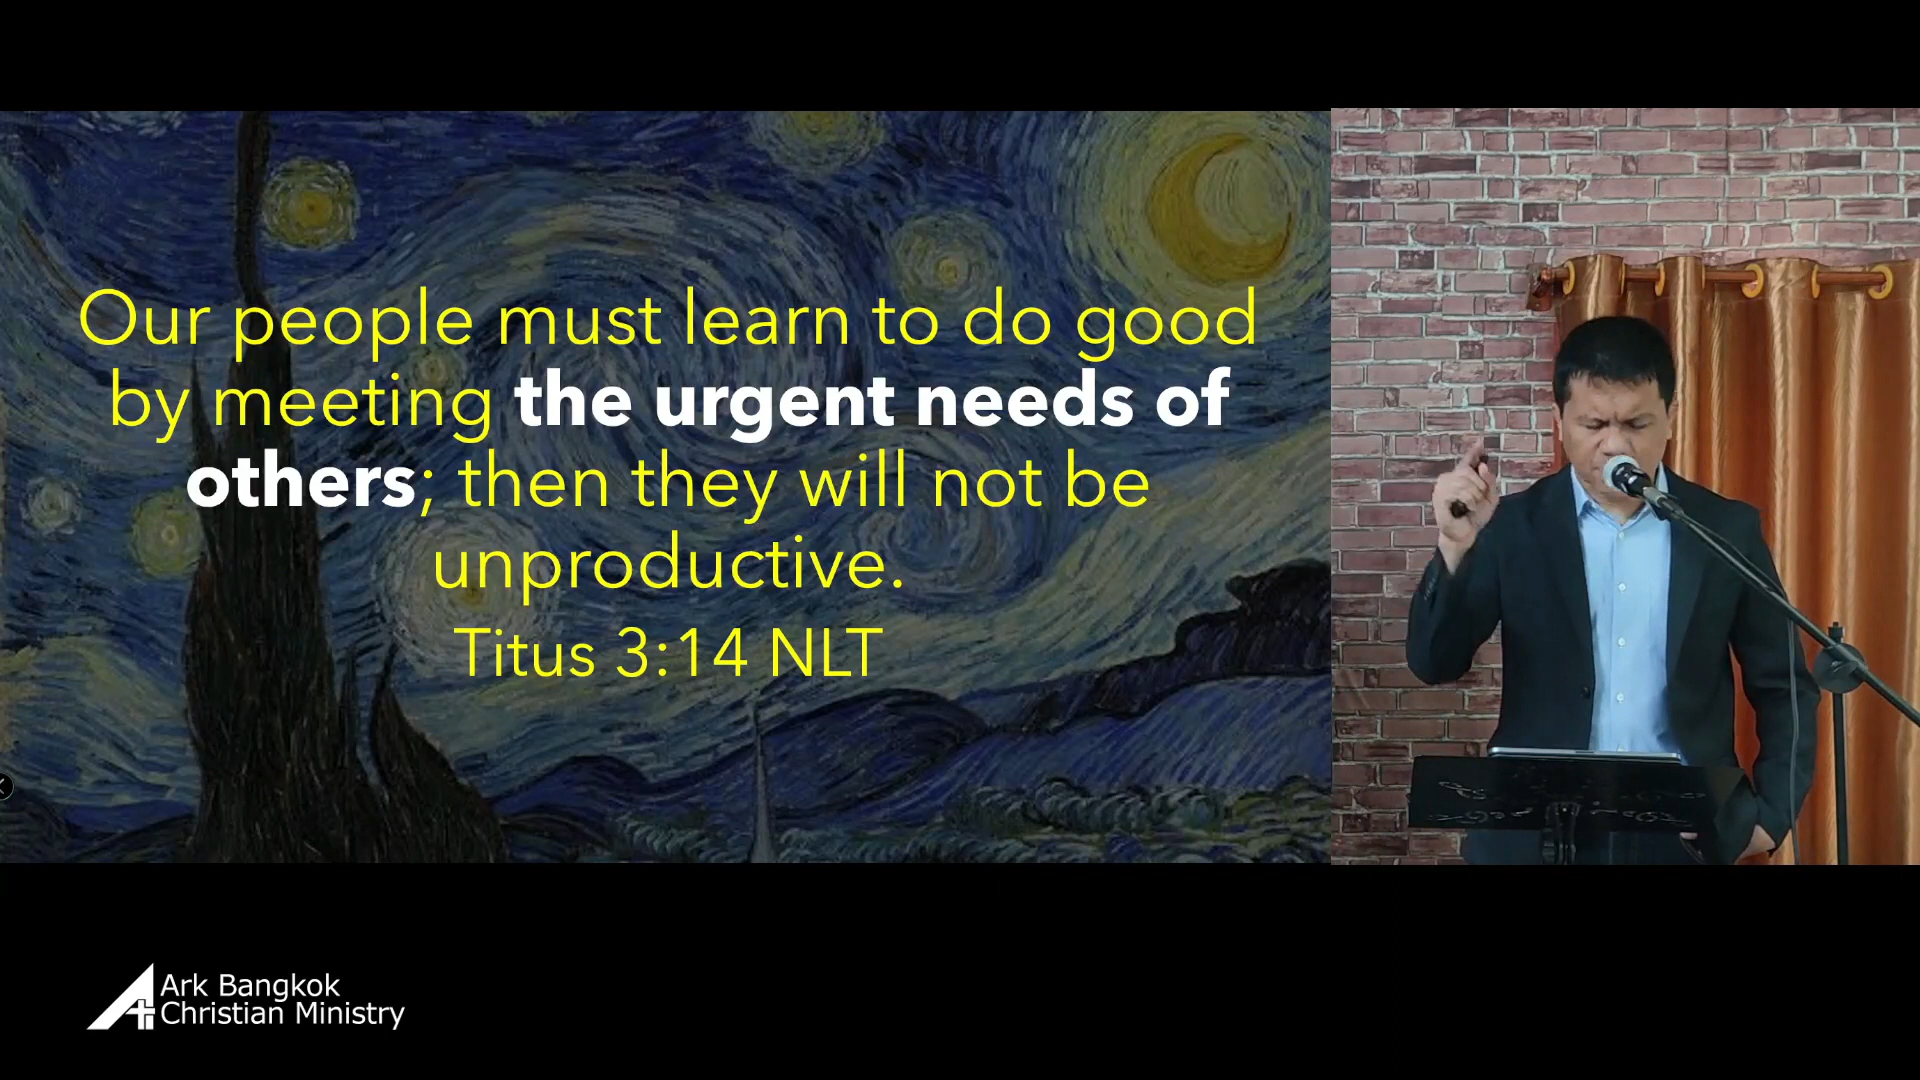 Our people must learn to do good
by meeting the urgent needs of
others; then they will not be
unproductive.
Titus 3:14 NLT
Ark Bangkok
Christian Ministry